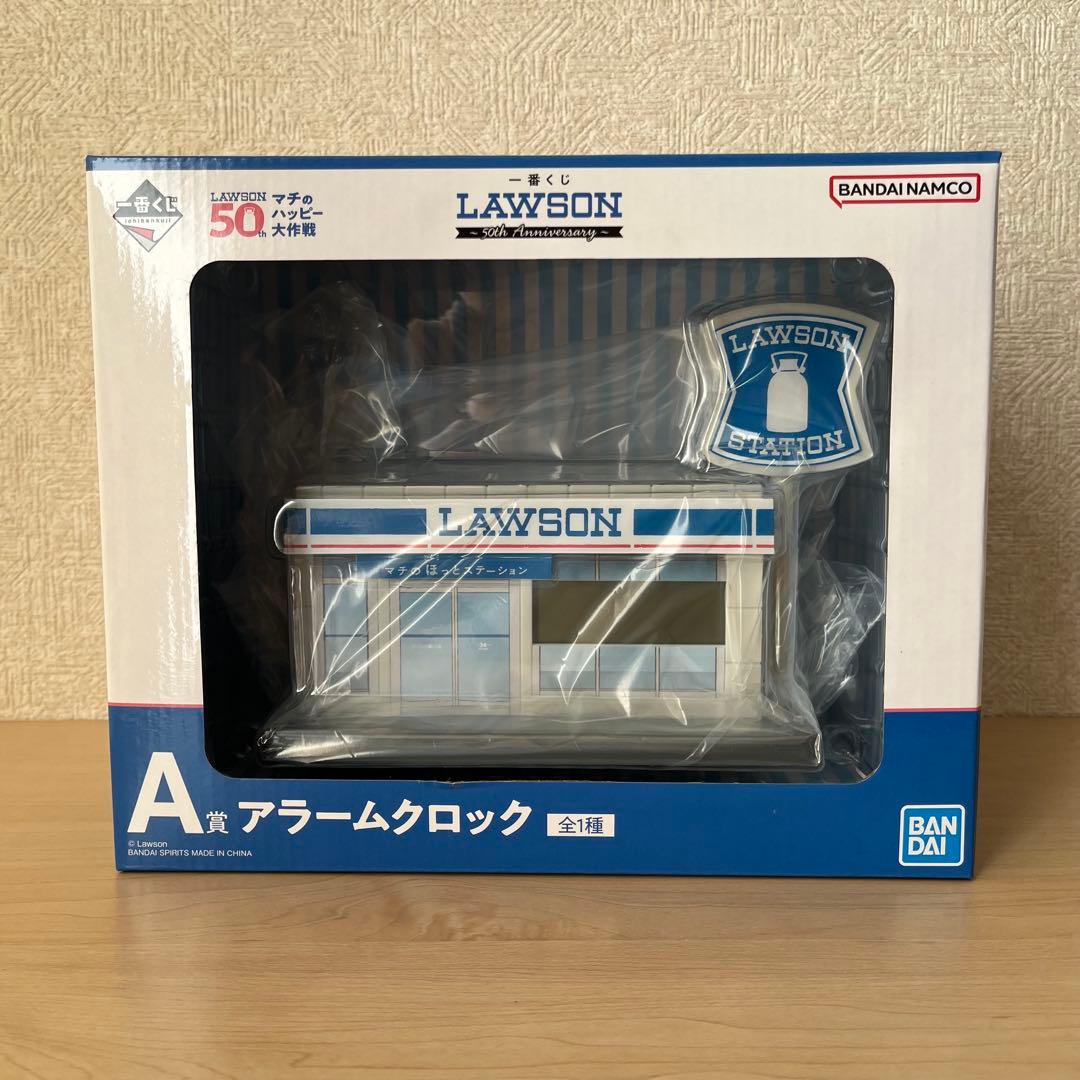 一番くじ
ichibankuji
LAWSON
50th
マチの
ハッピー
大作戦
一番くじ
LAWSON
~ 50th Anniversary ~
BANDAI NAMCO
LAWSON
STATION
LAWSON
マチのほっとステーション
A賞 アラームクロック 全1種
© Lawson
BANDAI SPIRITS MADE IN CHINA
BAN
DAI